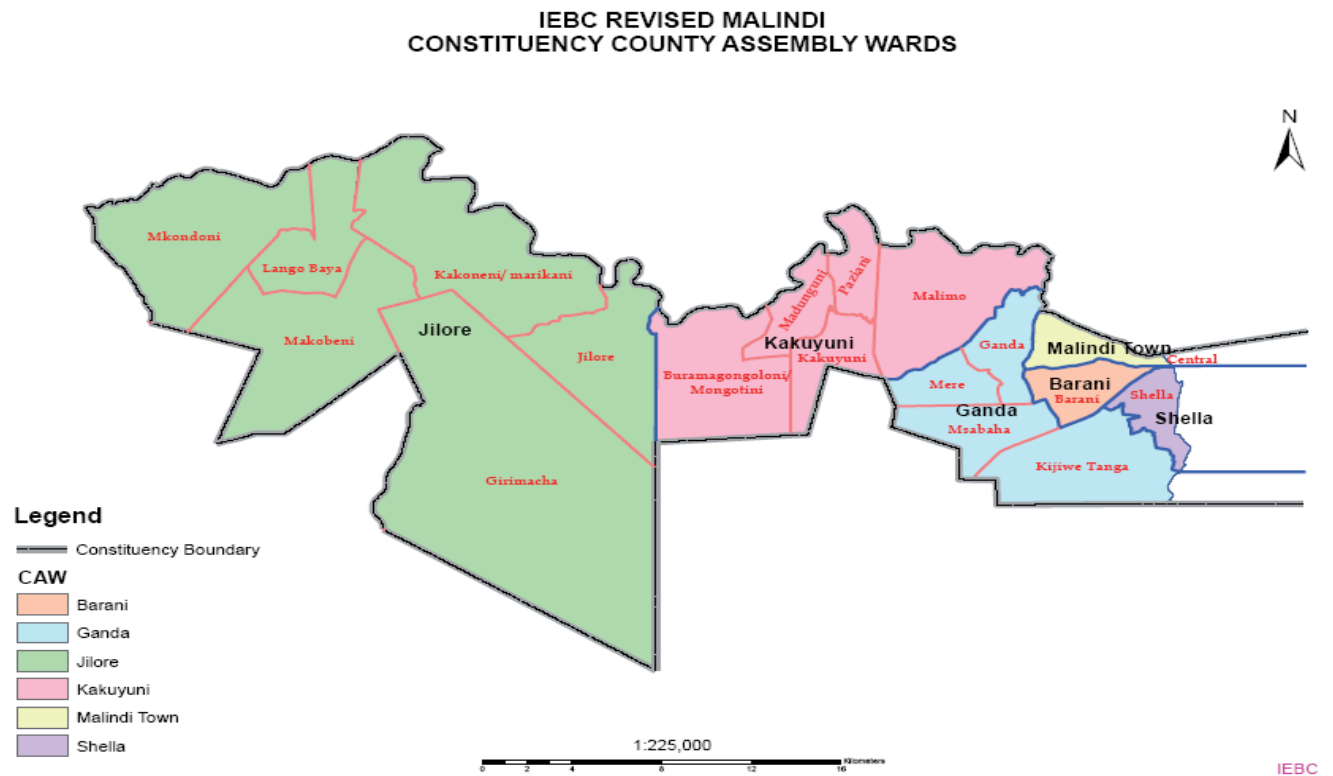 IEBC REVISED MALINDI
CONSTITUENCY COUNTY ASSEMBLY WARDS
N
Mkondoni
Lango Baya
Kakoneni/ marikani
Makobeni
Jilore
Jilore
Girimacha
Madunguni
Paziani
Malimo
Kakuyuni
Kakuyuni
Buramagongoloni/
Mongotini
Ganda
Mere
Ganda
Msabaha
Kijiwe Tanga
Malindi Town
Central
Barani
Barani
Shella
Shella
Legend
Constituency Boundary
CAW
Barani
Ganda
Jilore
Kakuyuni
Malindi Town
Shella
1:225,000
Kilometers
0 2 4 8 12 16
IEBC